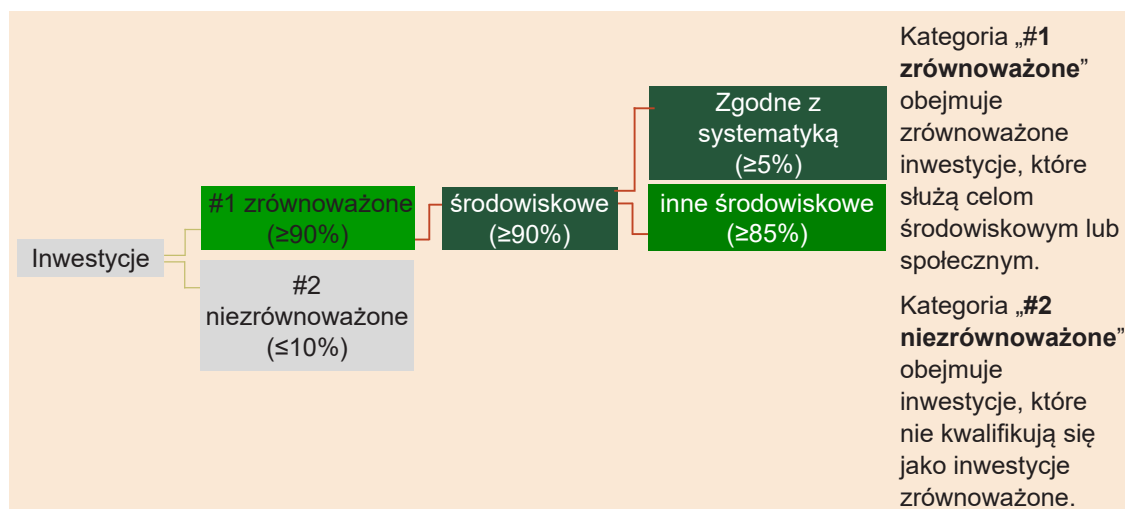 Inwestycje
#1 zrównoważone
(≥90%)
#2
niezrównoważone
(≤10%)
środowiskowe
(≥90%)
Zgodne z
systematyką
(≥5%)
inne środowiskowe
(≥85%)
Kategoria „#1
zrównoważone”
obejmuje
zrównoważone
inwestycje, które
służą celom
środowiskowym lub
społecznym.
Kategoria „#2
niezrównoważone”
obejmuje
inwestycje, które
nie kwalifikują się
jako inwestycje
zrównoważone.